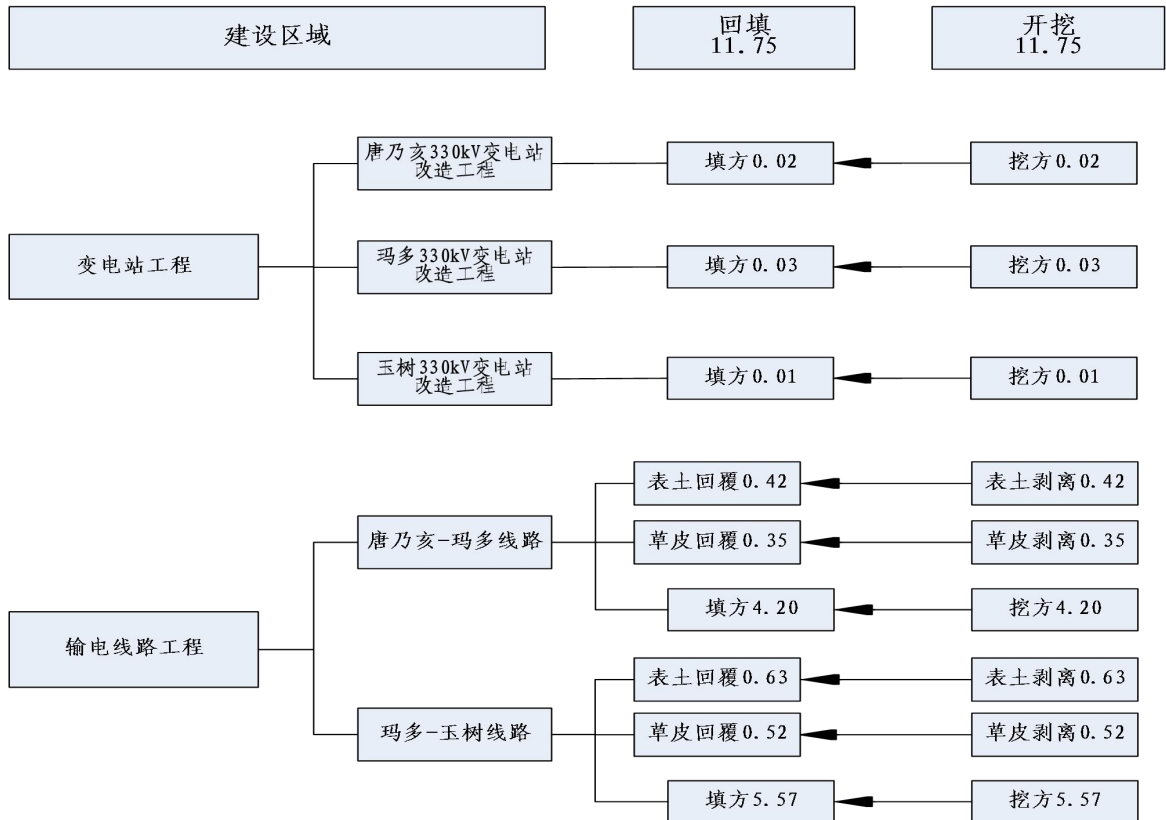 建设区域
回填
11.75
开挖
11.75
唐乃亥330kV变电站
改造工程
填方0.02
挖方0.02
变电站工程
玛多330kV变电站
改造工程
填方0.03
挖方0.03
玉树330kV变电站
改造工程
填方0.01
挖方0.01
表土回覆0.42
表土剥离0.42
唐乃亥-玛多线路
草皮回覆0.35
草皮剥离0.35
填方4.20
挖方4.20
输电线路工程
表土回覆0.63
表土剥离0.63
玛多-玉树线路
草皮回覆0.52
草皮剥离0.52
填方5.57
挖方5.57